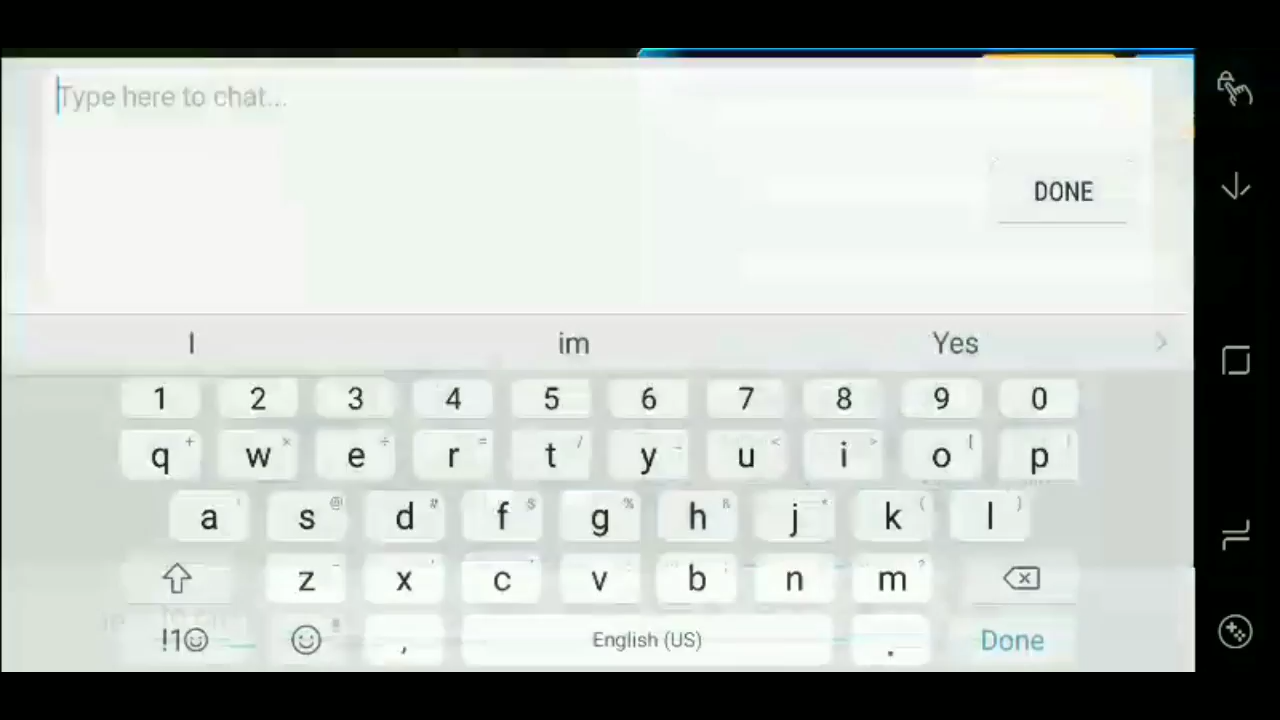 Type here to chat...
DONE
I im Yes
1 2 3 4 5 6 7 8 9 0
q w e r t y u i o p
a s d f g h j k l
z x c v b n m
!1☺ , English (US) . Done